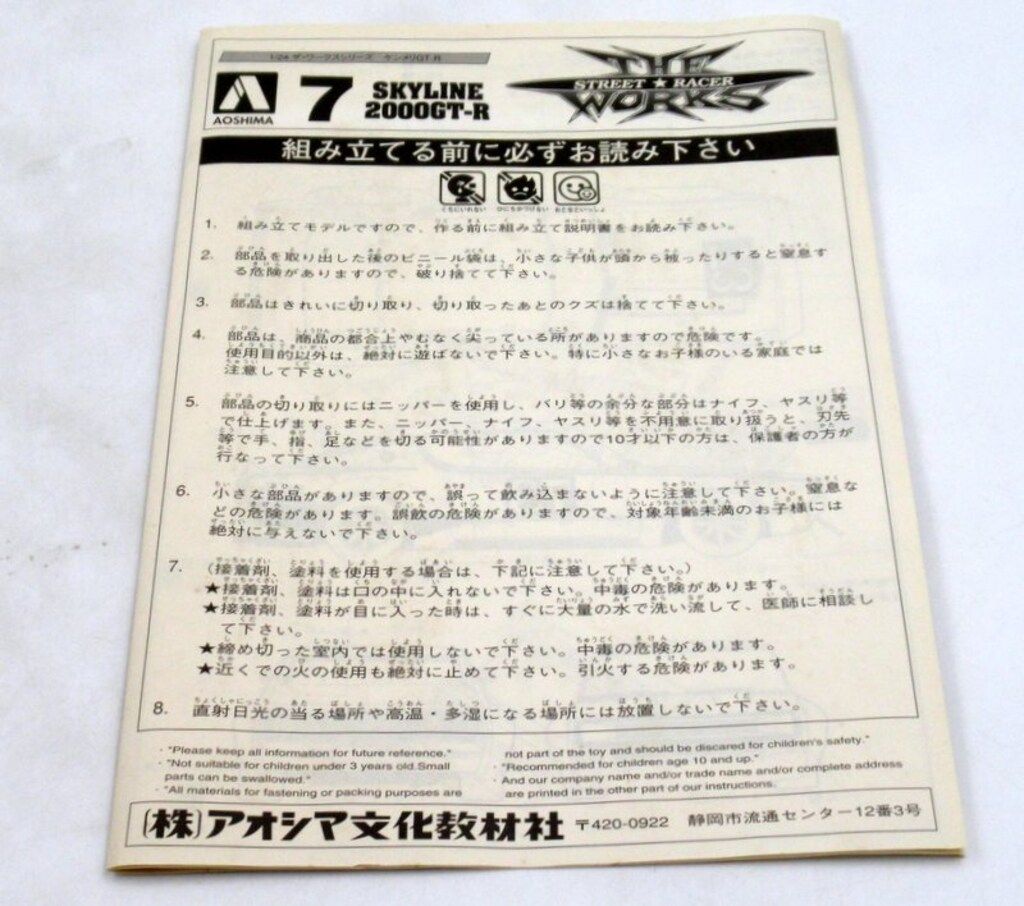 1/24 ザ・ワークスシリーズ ケンメリGT-R
AOSHIMA
7
SKYLINE
2000GT-R
THE
STREET ★ RACER
WORKS
組み立てる前に必ずお読み下さい
くちにいれない ひにちかづけない おとなといっしょ
1. 組み立てモデルですので、作る前に組み立て説明書をお読み下さい。
2. 部品を取り出した後のビニール袋は、小さな子供が頭から被ったりすると窒息す
る危険がありますので、破り捨てて下さい。
3. 部品はきれいに切り取り、切り取ったあとのクズは捨てて下さい。
4. 部品は、商品の都合上やむなく尖っている所がありますので危険です。
使用目的以外は、絶対に遊ばないで下さい。特に小さなお子様のいる家庭では
注意して下さい。
5. 部品の切り取りにはニッパーを使用し、バリ等の余分な部分はナイフ、ヤスリ等
で仕上げます。また、ニッパー、ナイフ、ヤスリ等を不用意に取り扱うと、刃先
等で手、指、足などを切る可能性がありますので10才以下の方は、保護者の方が
行なって下さい。
6. 小さな部品がありますので、誤って飲み込まないように注意して下さい。窒息な
どの危険があります。誤飲の危険がありますので、対象年齢未満のお子様には
絶対に与えないで下さい。
7. (接着剤、塗料を使用する場合は、下記に注意して下さい。)
★接着剤、塗料は口の中に入れないで下さい。中毒の危険があります。
★接着剤、塗料が目に入った時は、すぐに大量の水で洗い流して、医師に相談し
て下さい。
★締め切った室内では使用しないで下さい。中毒の危険があります。
★近くでの火の使用も絶対に止めて下さい。引火する危険があります。
8. 直射日光の当る場所や高温・多湿になる場所には放置しないで下さい。
· "Please keep all information for future reference."
· "Not suitable for children under 3 years old.Small
parts can be swallowed."
· "All materials for fastening or packing purposes are
not part of the toy and should be discared for children's safety."
· "Recommended for children age 10 and up."
· And our company name and/or trade name and/or complete address
are printed in the other part of our instructions.
(株)アオシマ文化教材社 〒420-0922 静岡市流通センター12番3号